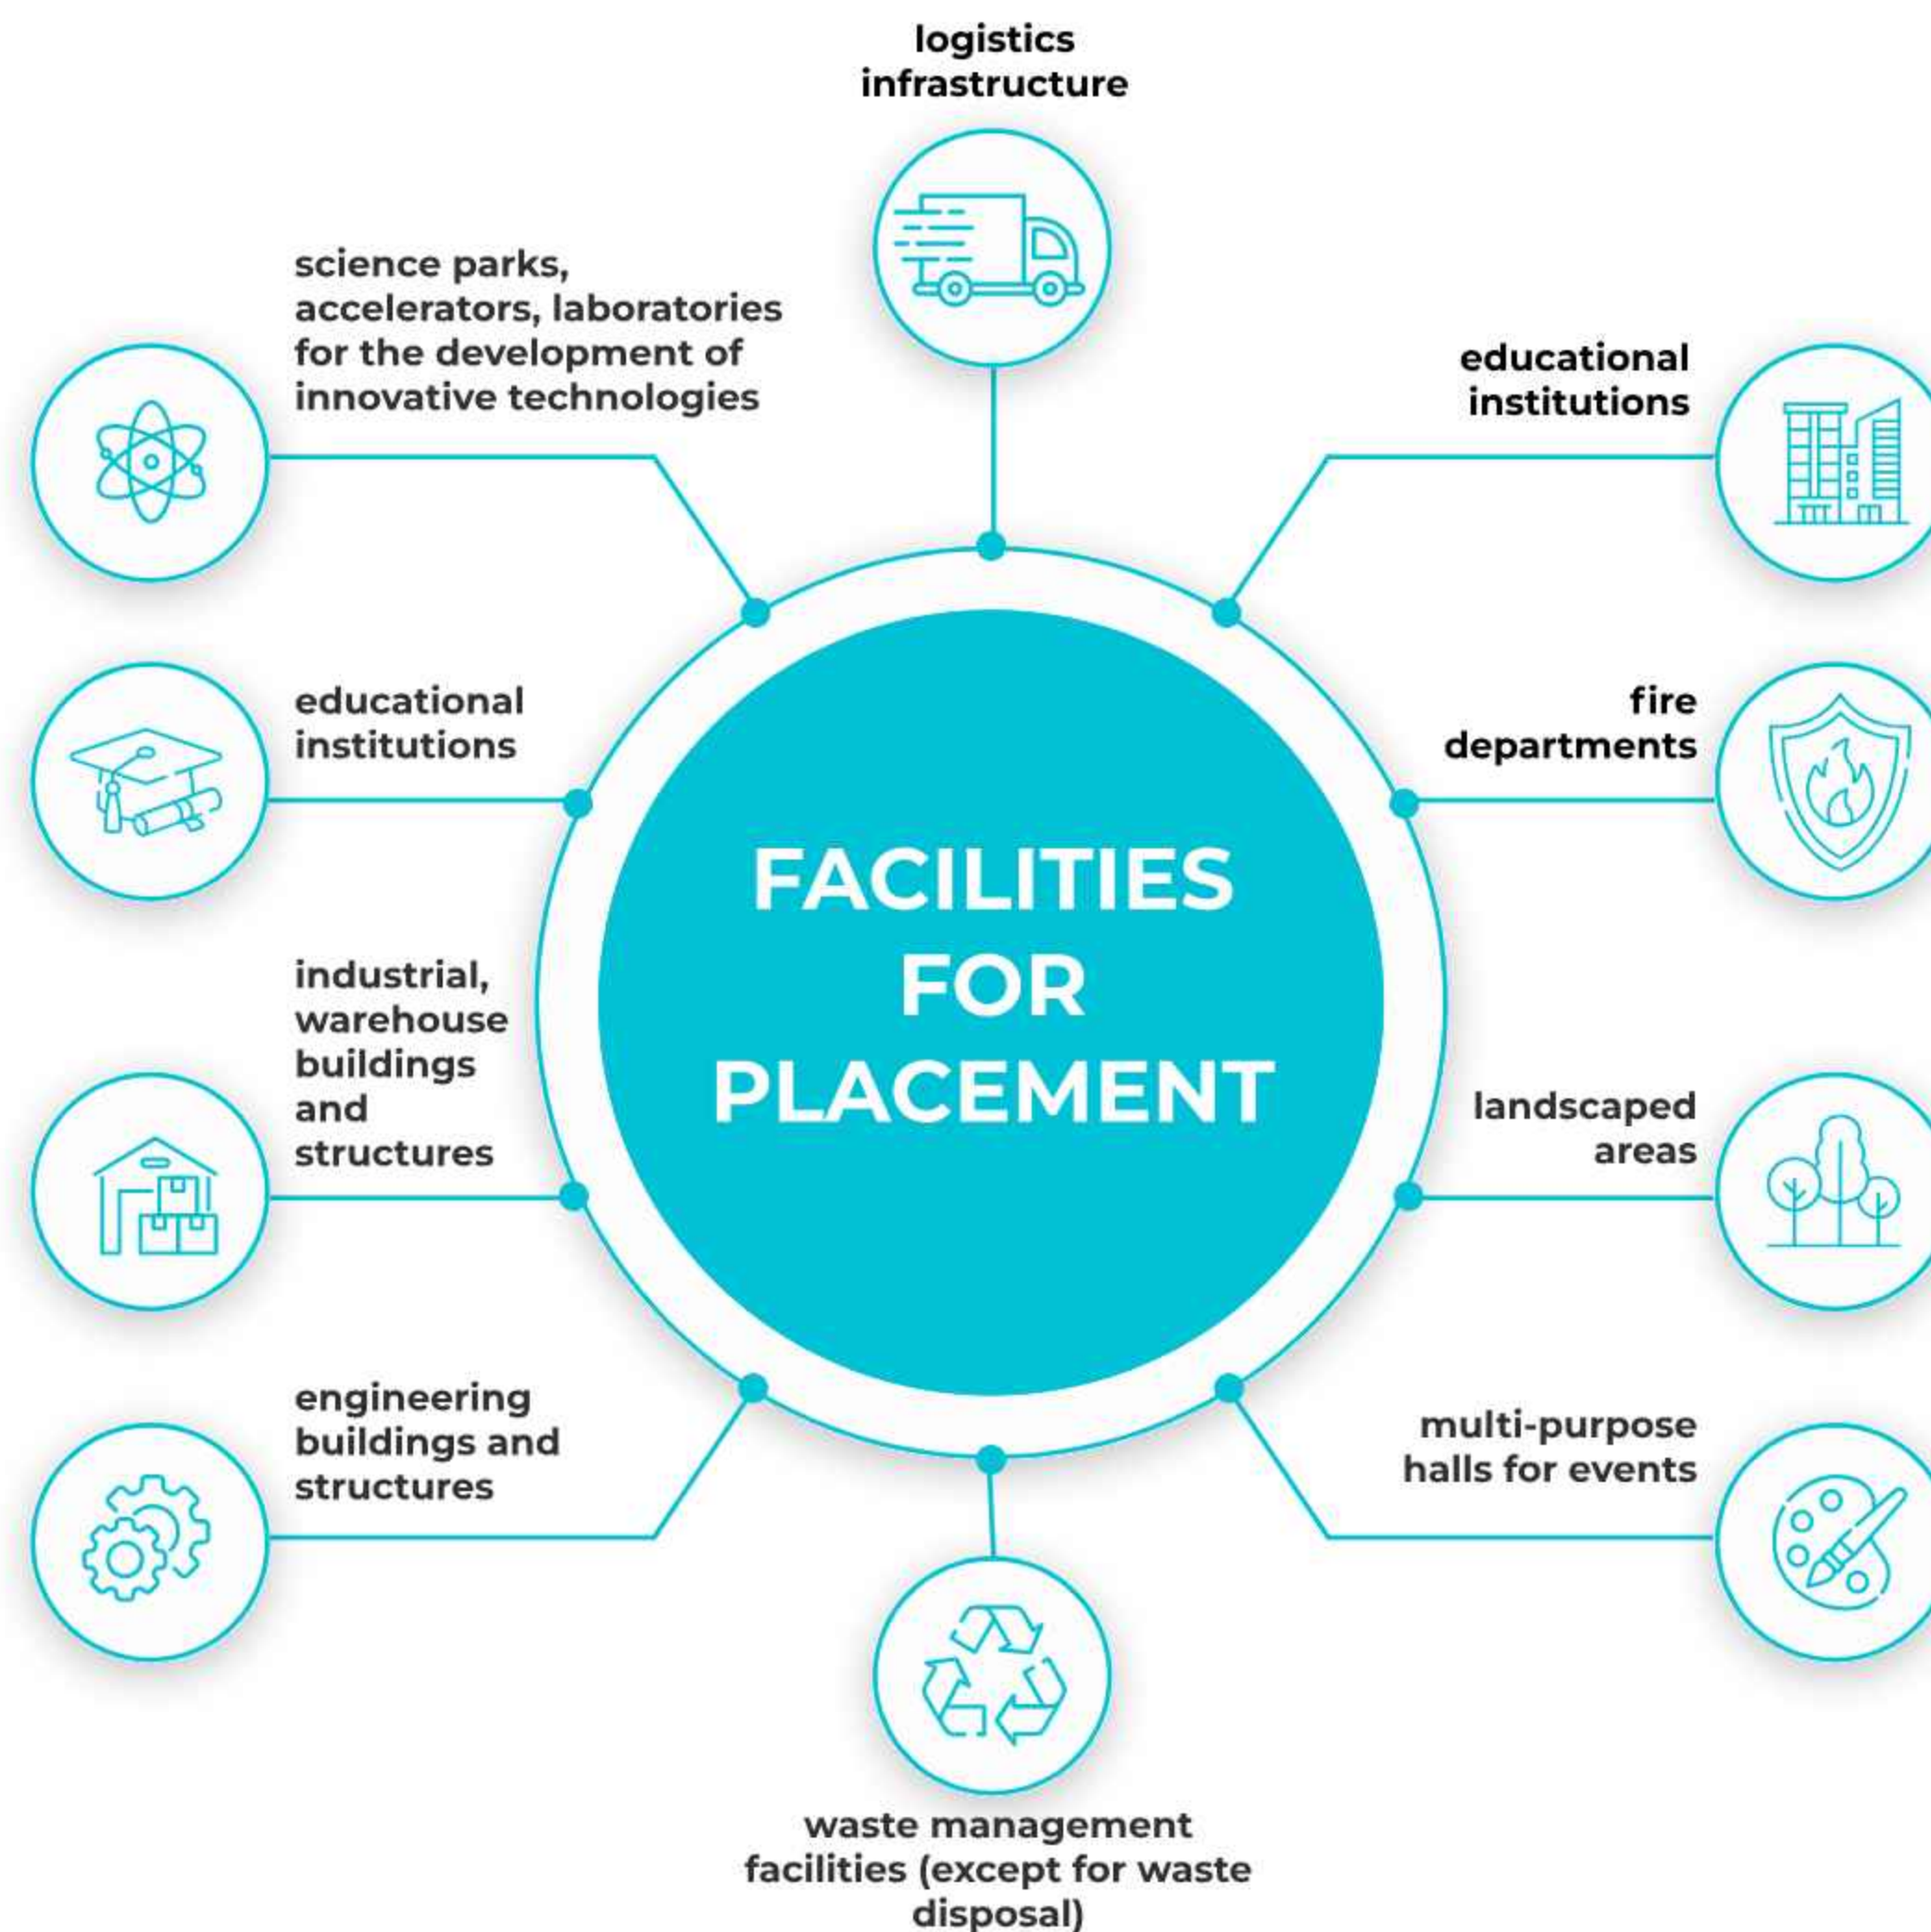 logistics
infrastructure
science parks,
accelerators, laboratories
for the development of
innovative technologies
educational
institutions
educational
institutions
fire
departments
FACILITIES
FOR
PLACEMENT
industrial,
warehouse
buildings
and
structures
landscaped
areas
engineering
buildings and
structures
multi-purpose
halls for events
waste management
facilities (except for waste
disposal)